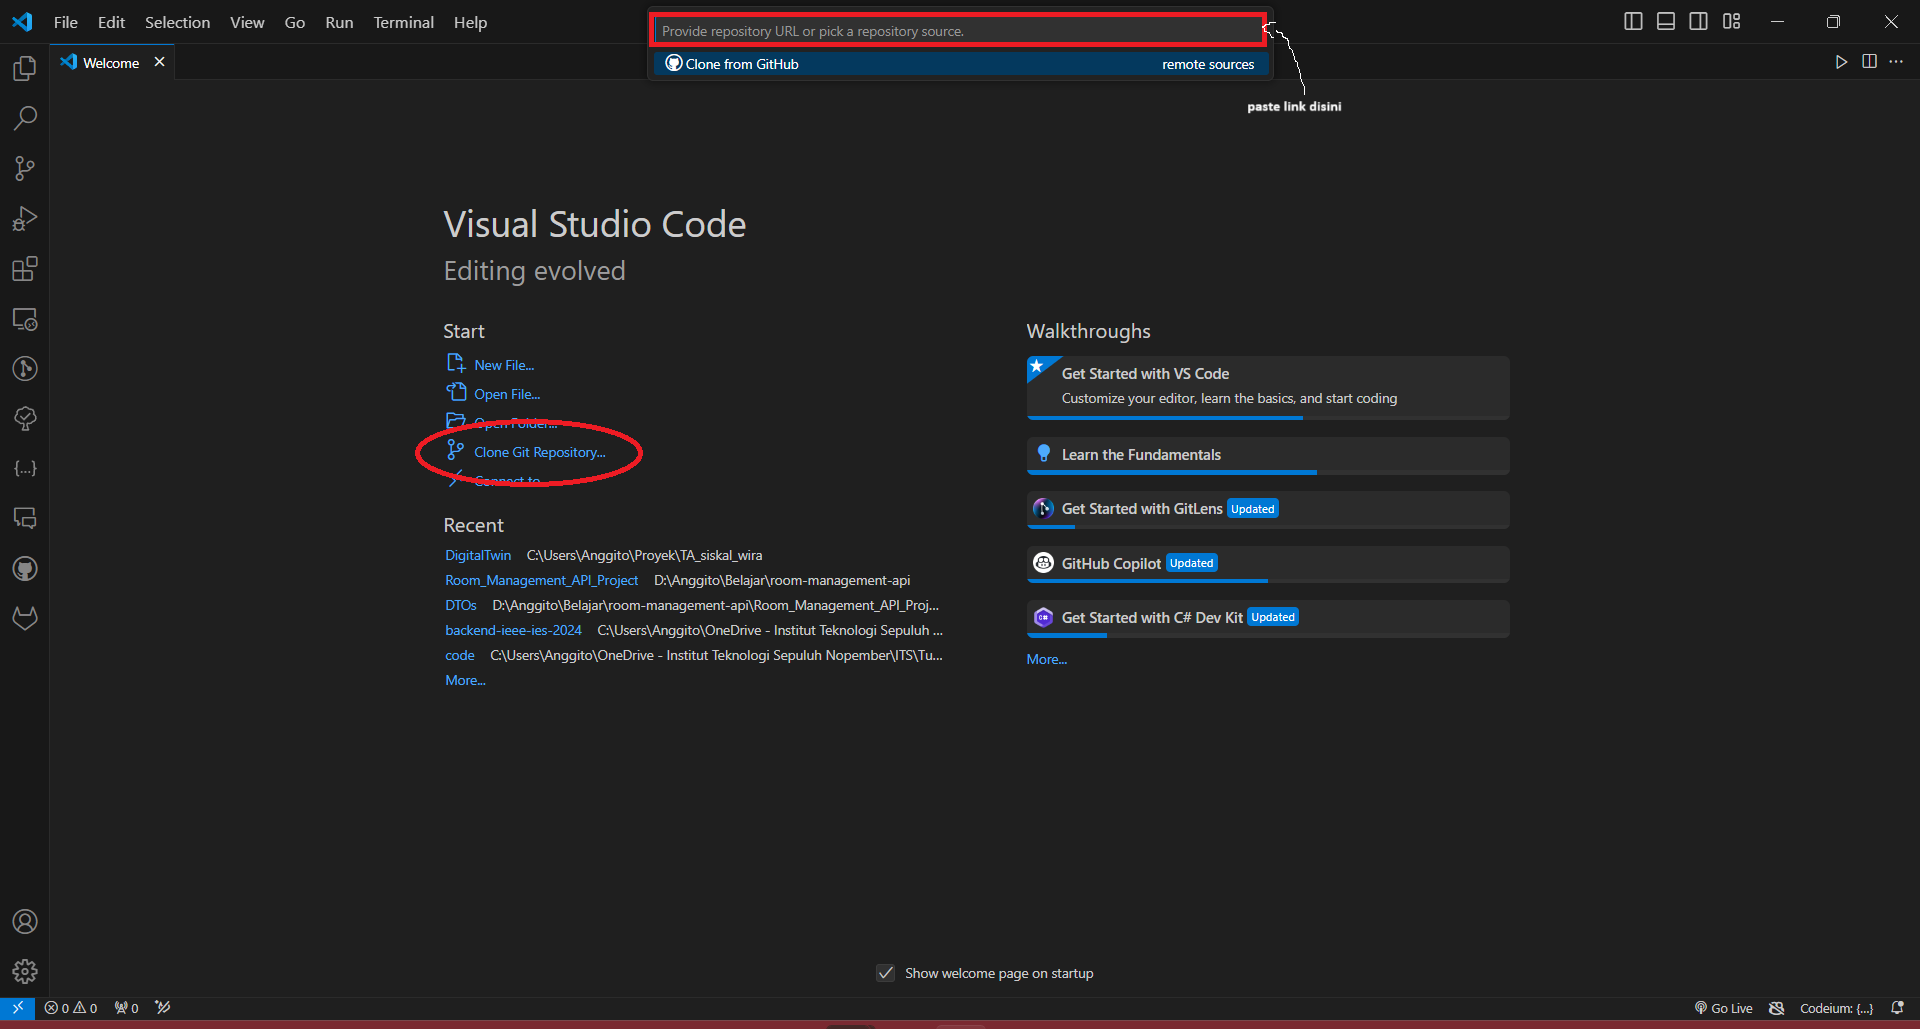 File Edit Selection View Go Run Terminal Help
Provide repository URL or pick a repository source.
Clone from GitHub remote sources
Welcome
paste link disini
Visual Studio Code
Editing evolved
Start
New File...
Open File...
Open Folder...
Clone Git Repository...
Connect to...
Recent
DigitalTwin C:\Users\Anggito\Proyek\TA_siskal_wira
Room_Management_API_Project D:\Anggito\Belajar\room-management-api
DTOs D:\Anggito\Belajar\room-management-api\Room_Management_API_Proj...
backend-ieee-ies-2024 C:\Users\Anggito\OneDrive - Institut Teknologi Sepuluh ...
code C:\Users\Anggito\OneDrive - Institut Teknologi Sepuluh Nopember\ITS\Tu...
More...
Walkthroughs
Get Started with VS Code
Customize your editor, learn the basics, and start coding
Learn the Fundamentals
Get Started with GitLens Updated
GitHub Copilot Updated
Get Started with C# Dev Kit Updated
More...
Show welcome page on startup
0 0 0
Go Live Codeium: {...}